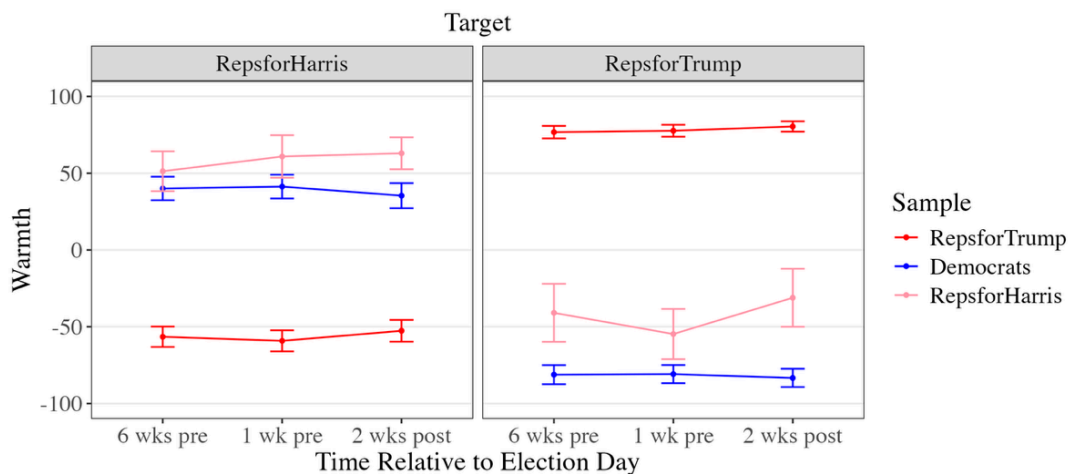 Target
RepsforHarris
RepsforTrump
100
50
0
-50
-100
Warmth
6 wks pre
1 wk pre
2 wks post
6 wks pre
1 wk pre
2 wks post
Time Relative to Election Day
Sample
RepsforTrump
Democrats
RepsforHarris